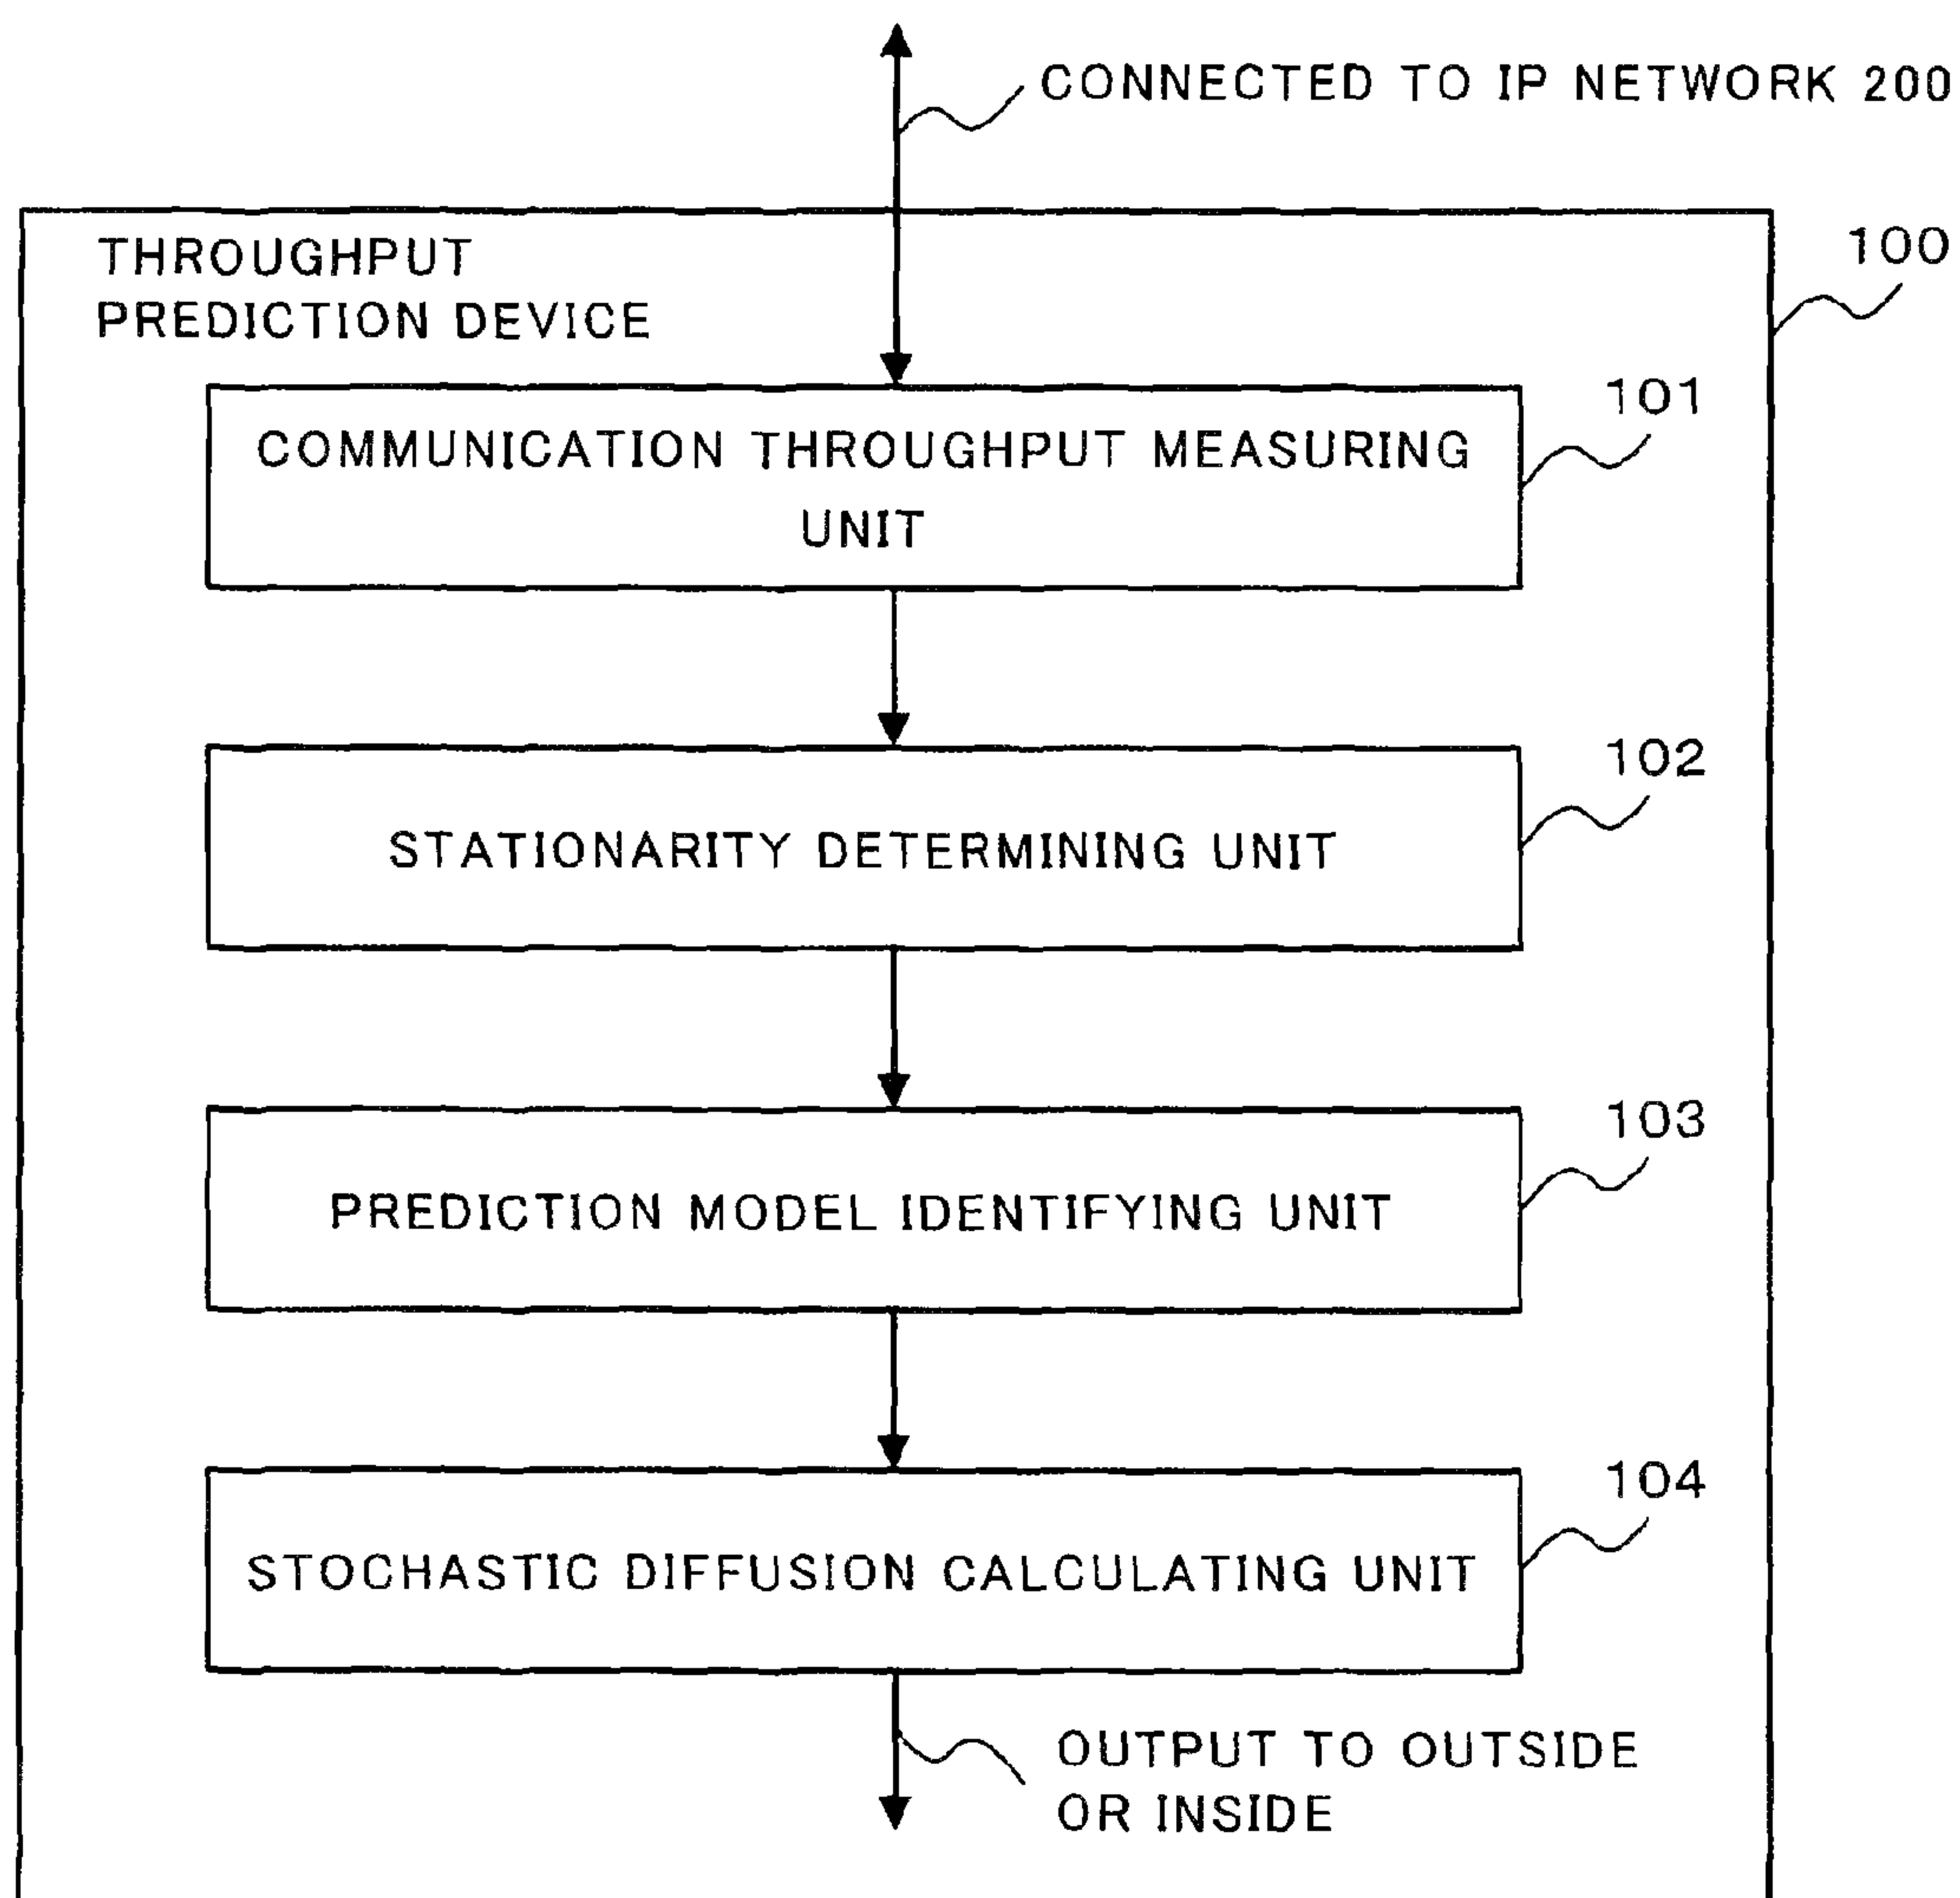 CONNECTED TO IP NETWORK 200
THROUGHPUT
PREDICTION DEVICE
100
101
COMMUNICATION THROUGHPUT MEASURING
UNIT
102
STATIONARITY DETERMINING UNIT
103
PREDICTION MODEL IDENTIFYING UNIT
104
STOCHASTIC DIFFUSION CALCULATING UNIT
OUTPUT TO OUTSIDE
OR INSIDE